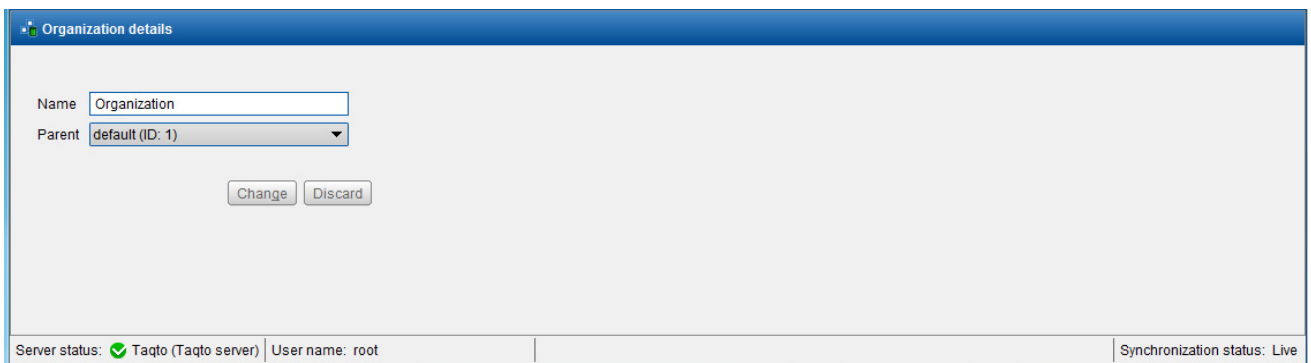 Organization details
Name Organization
Parent default (ID: 1)
Change Discard
Server status: Taqto (Taqto server) User name: root Synchronization status: Live